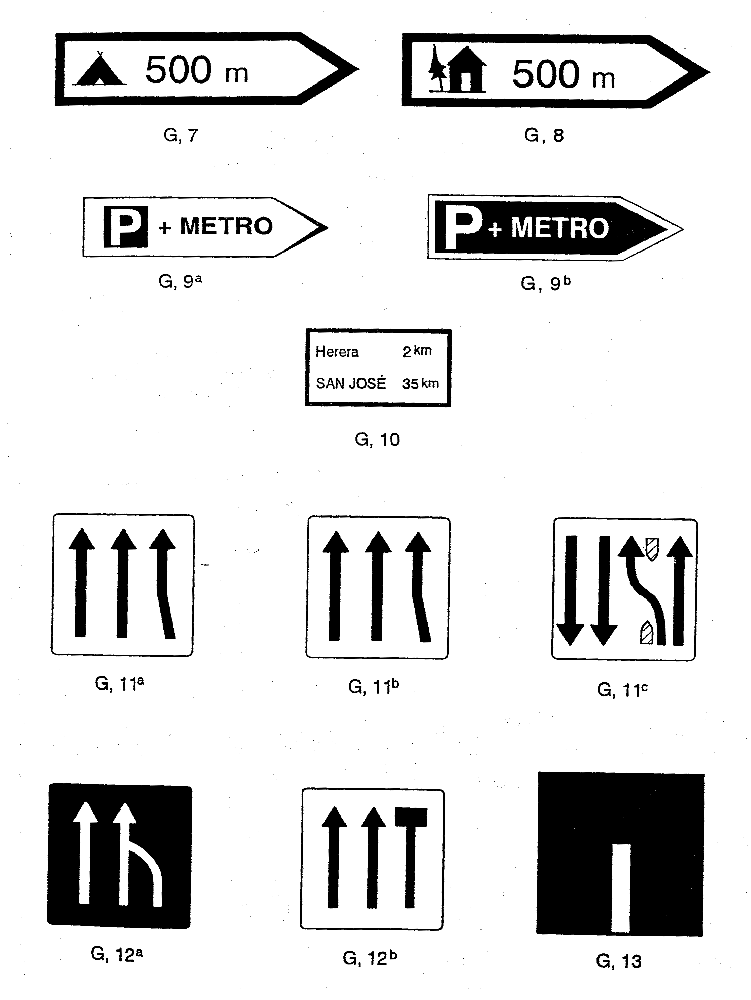 500 m
500 m
G, 7
G, 8
P + METRO
P + METRO
G, 9a
G, 9b
Herera 2 km
SAN JOSÉ 35 km
G, 10
G, 11a
G, 11b
G, 11c
G, 12a
G, 12b
G, 13